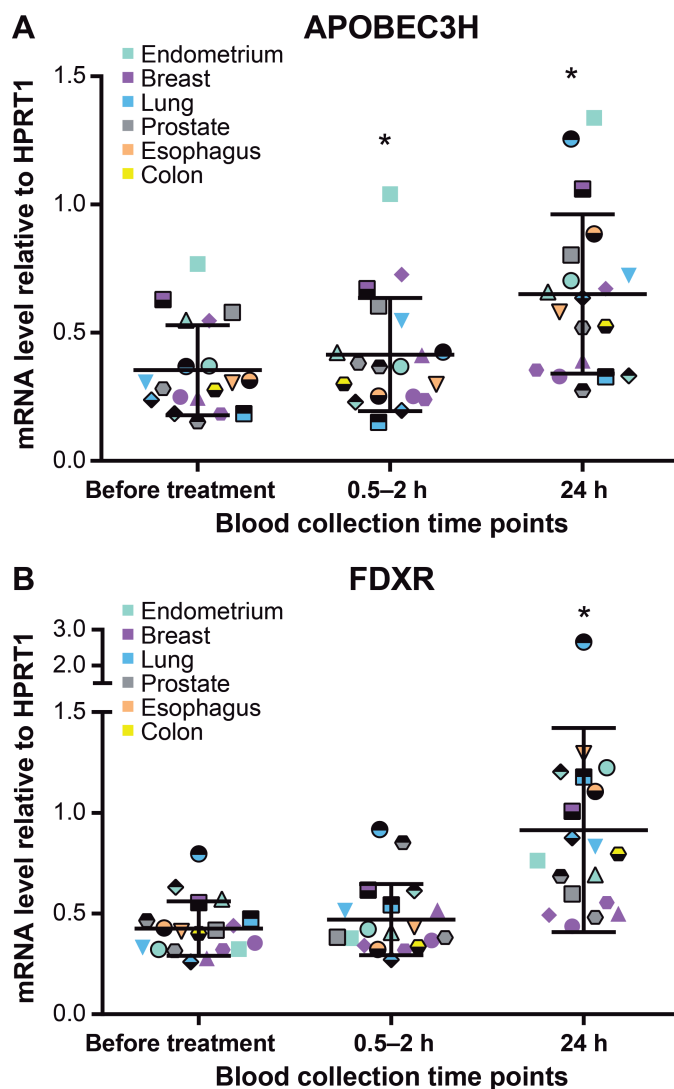 A
APOBEC3H
Endometrium
Breast
Lung
Prostate
Esophagus
Colon
mRNA level relative to HPRT1
1.5
1.0
0.5
0.0
*
*
Before treatment
0.5–2 h
24 h
Blood collection time points
B
FDXR
Endometrium
Breast
Lung
Prostate
Esophagus
Colon
mRNA level relative to HPRT1
3.0
2.0
1.5
1.0
0.5
0.0
*
Before treatment
0.5–2 h
24 h
Blood collection time points